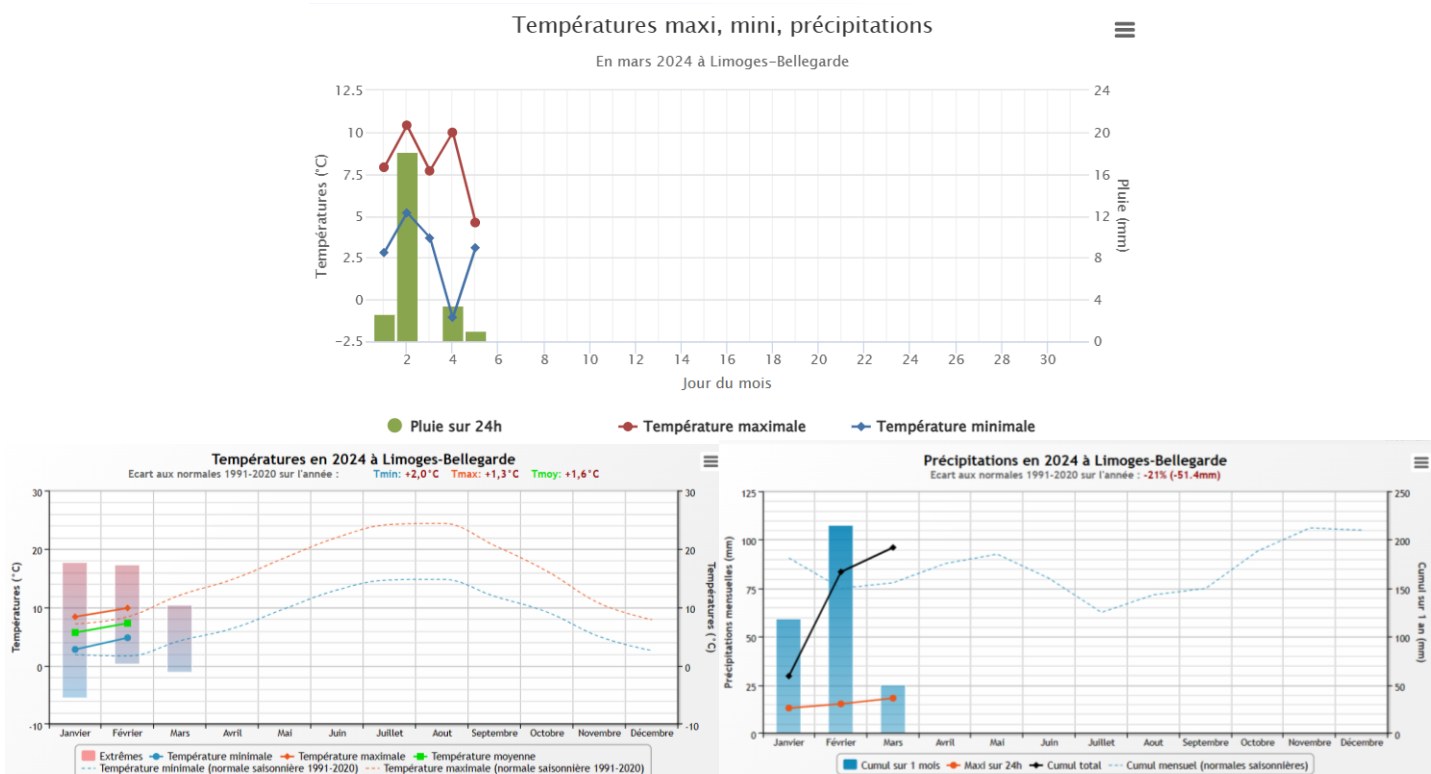 Températures maxi, mini, précipitations
En mars 2024 à Limoges-Bellegarde
Températures (°C)
12.5
10
7.5
5
2.5
0
-2.5
24
20
16
12
8
4
0
Pluie (mm)
2 4 6 8 10 12 14 16 18 20 22 24 26 28 30
Jour du mois
Pluie sur 24h Température maximale Température minimale
Températures en 2024 à Limoges-Bellegarde
Ecart aux normales 1991-2020 sur l'année : Tmin: +2,0°C Tmax: +1,3°C Tmoy: +1,6°C
Températures (°C)
30
20
10
0
-10
30
20
10
0
-10
Températures (°C)
Janvier Février Mars Avril Mai Juin Juillet Aout Septembre Octobre Novembre Décembre
Extrêmes Température minimale Température maximale Température moyenne
Température minimale (normale saisonnière 1991-2020) Température maximale (normale saisonnière 1991-2020)
Précipitations en 2024 à Limoges-Bellegarde
Ecart aux normales 1991-2020 sur l'année : -21% (-51.4mm)
Précipitations mensuelles (mm)
125
100
75
50
25
0
250
200
150
100
50
0
Cumul sur 1 an (mm)
Janvier Février Mars Avril Mai Juin Juillet Aout Septembre Octobre Novembre Décembre
Cumul sur 1 mois Maxi sur 24h Cumul total Cumul mensuel (normales saisonnières)